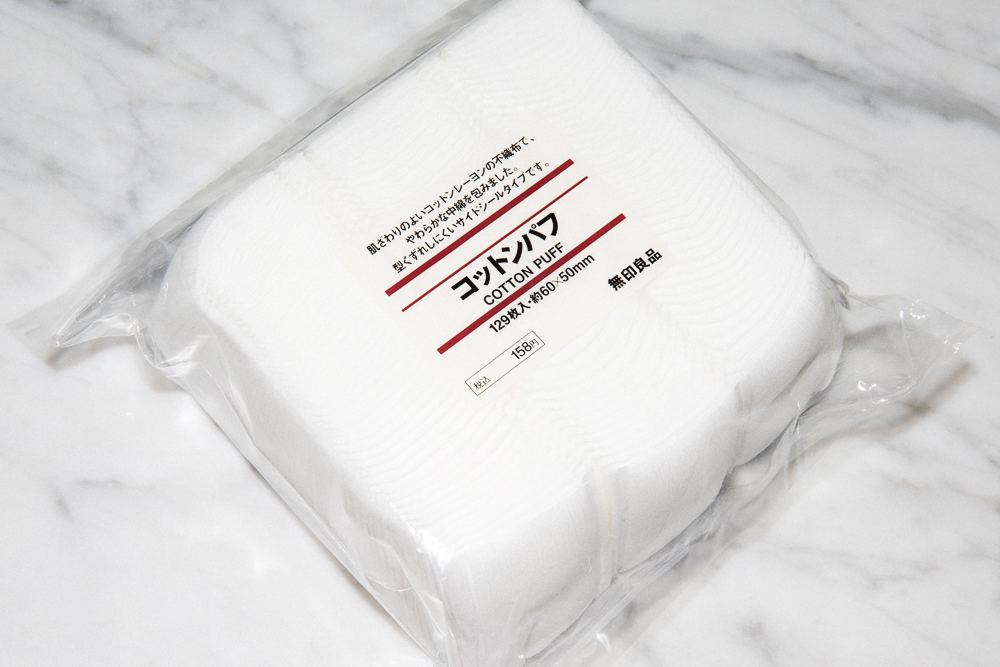 肌ざわりのよいコットンレーヨンの不織布で、
やわらかな中綿を包みました。
型くずれしにくいサイドシールタイプです。
コットンパフ
COTTON PUFF
129枚入・約60×50mm
無印良品
税込 158円